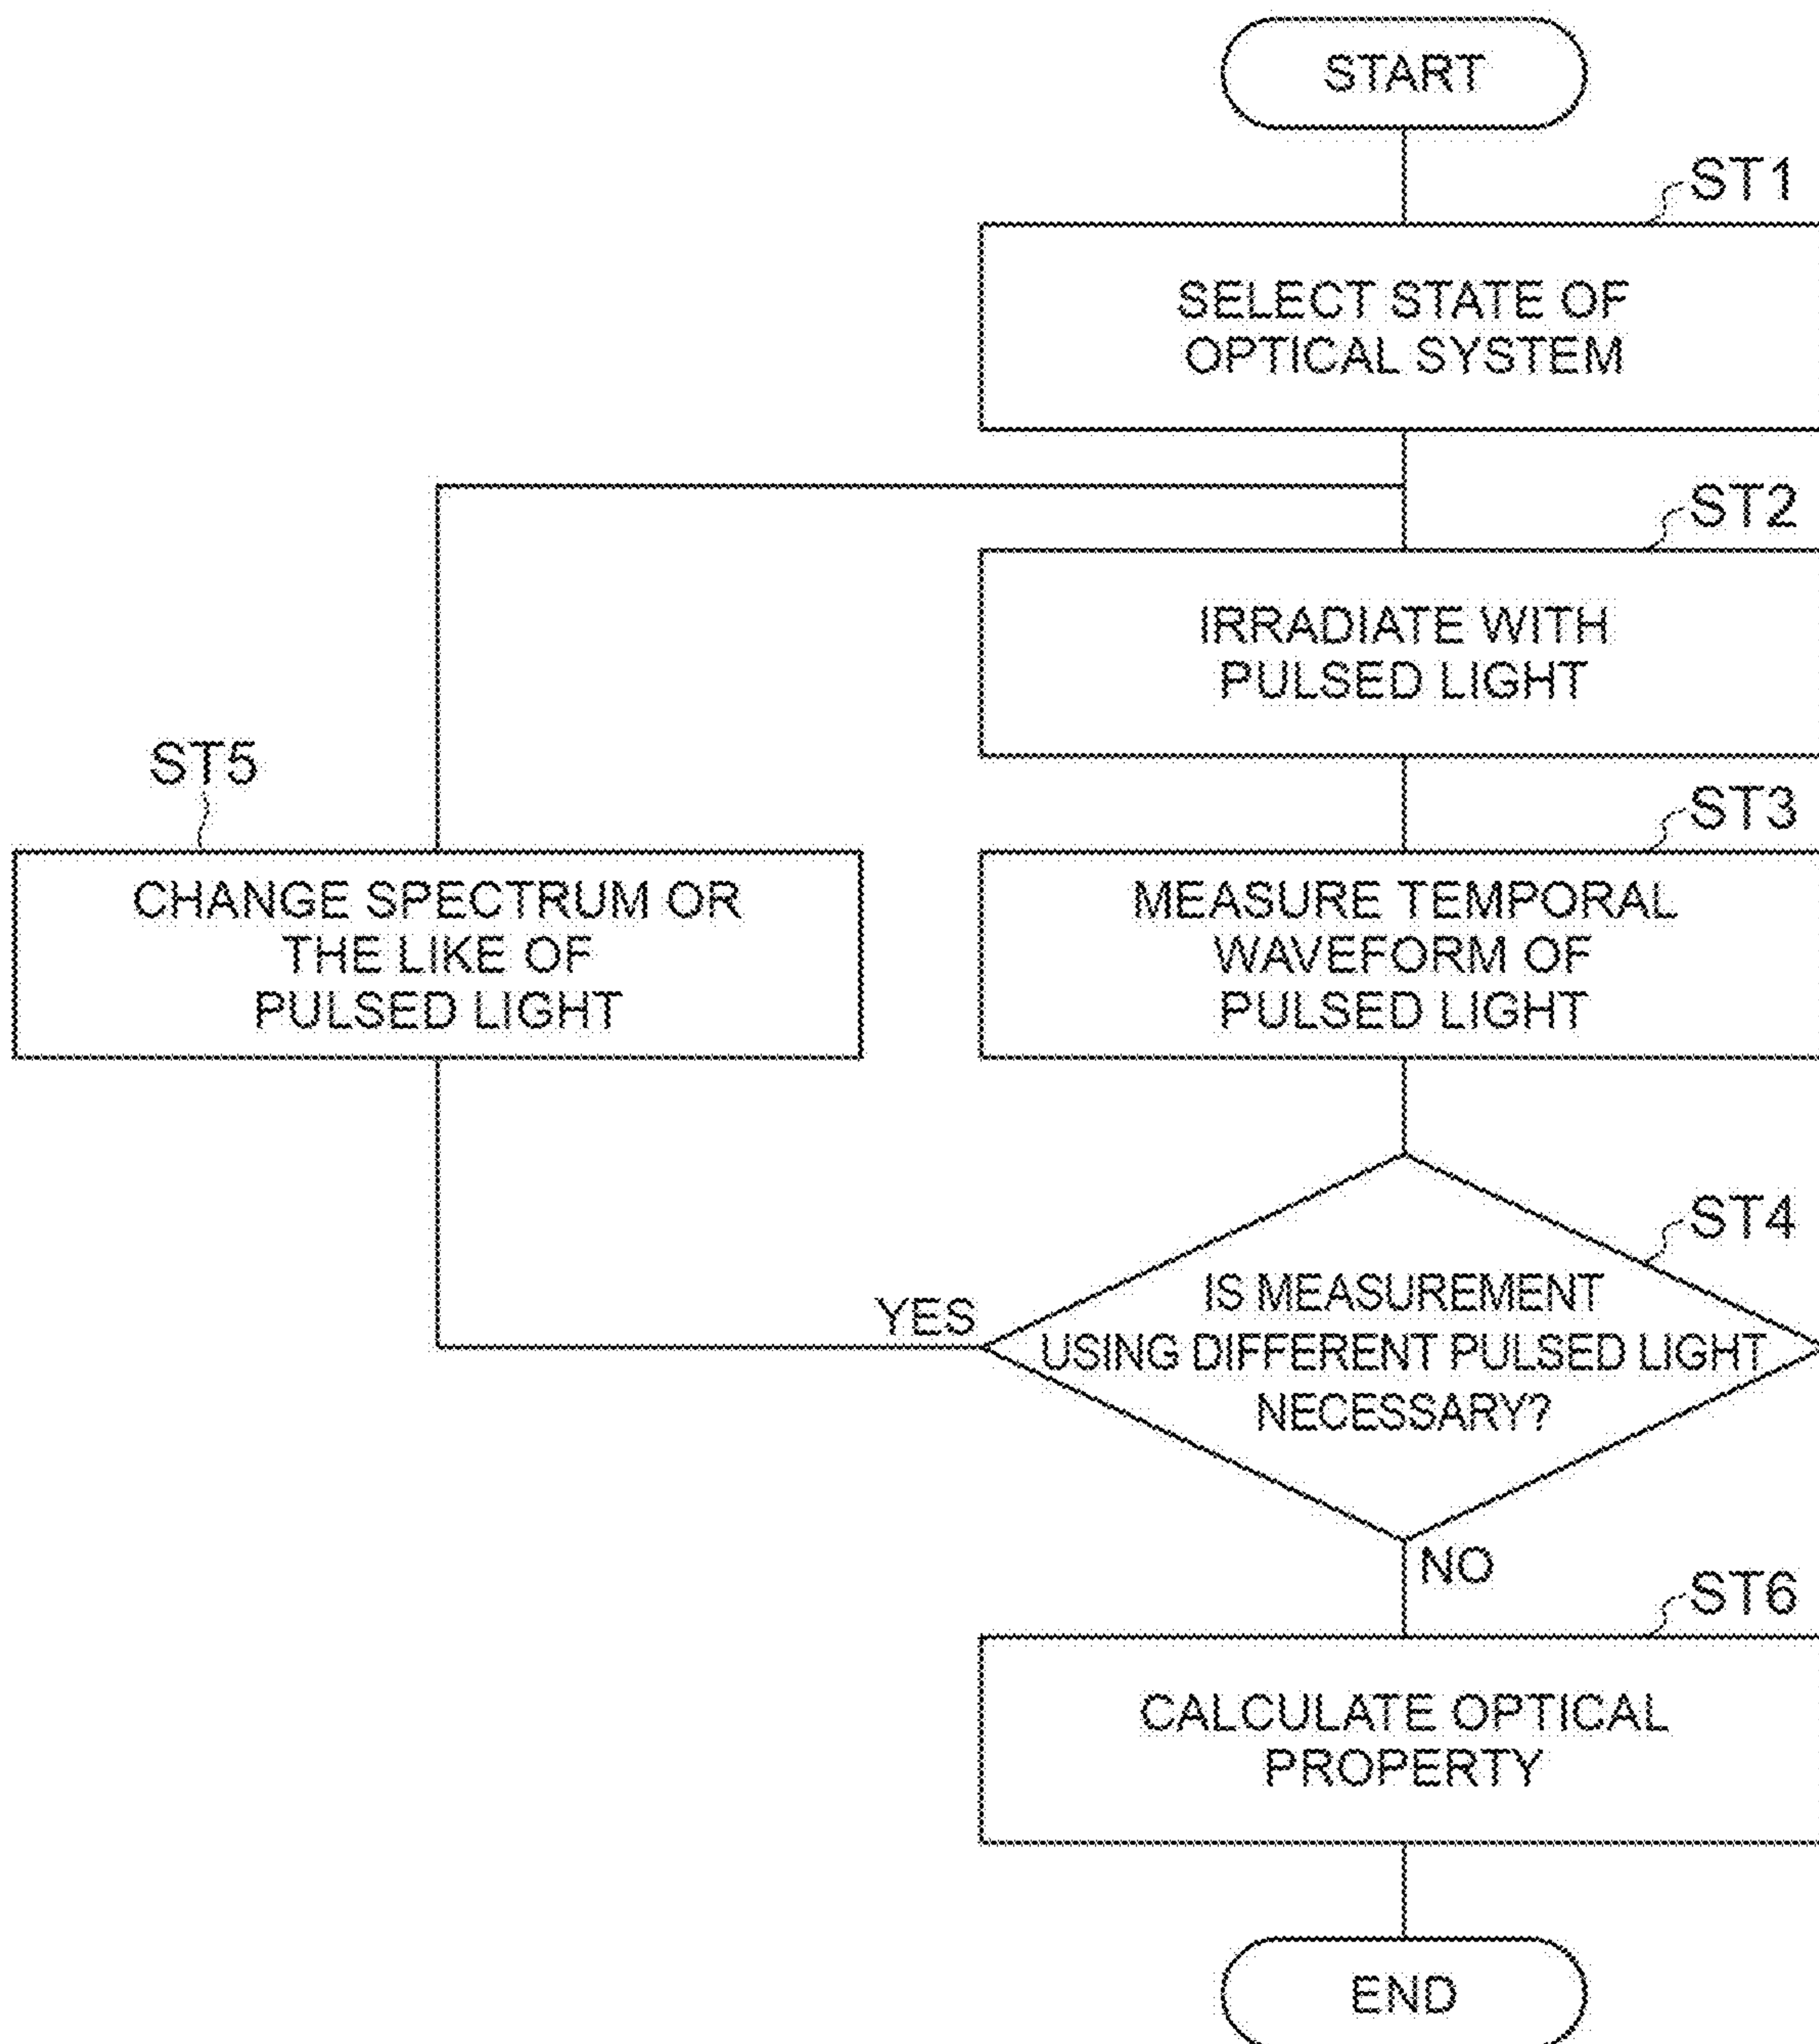 START
ST1
SELECT STATE OF
OPTICAL SYSTEM
ST2
IRRADIATE WITH
PULSED LIGHT
ST3
MEASURE TEMPORAL
WAVEFORM OF
PULSED LIGHT
ST5
CHANGE SPECTRUM OR
THE LIKE OF
PULSED LIGHT
ST4
IS MEASUREMENT
USING DIFFERENT PULSED LIGHT
NECESSARY?
YES
NO
ST6
CALCULATE OPTICAL
PROPERTY
END